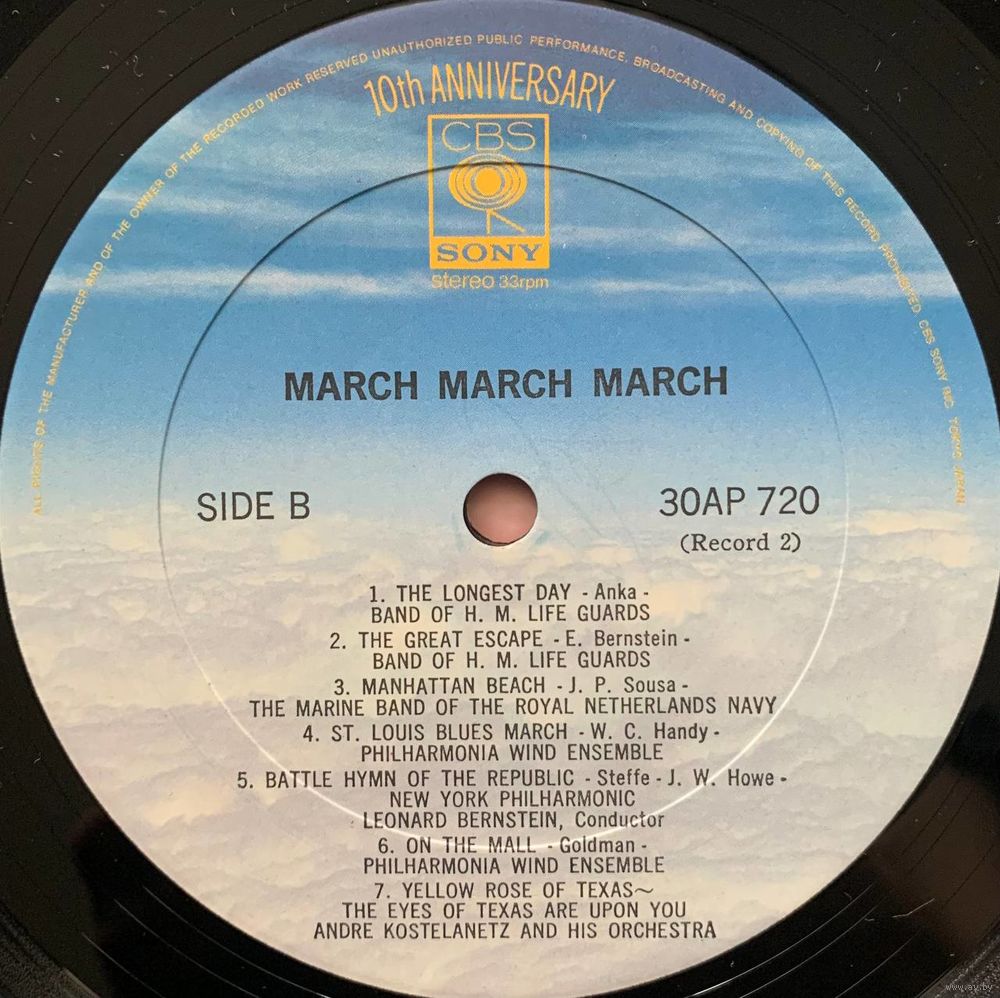 ALL RIGHTS OF THE MANUFACTURER AND OF THE OWNER OF THE RECORDED WORK RESERVED UNAUTHORIZED PUBLIC PERFORMANCE, BROADCASTING AND COPYING OF THIS RECORD PROHIBITED. CBS SONY INC. TOKYO JAPAN
10th ANNIVERSARY
CBS
SONY
stereo 33rpm
MARCH MARCH MARCH
SIDE B
30AP 720
(Record 2)
1. THE LONGEST DAY - Anka -
BAND OF H. M. LIFE GUARDS
2. THE GREAT ESCAPE - E. Bernstein -
BAND OF H. M. LIFE GUARDS
3. MANHATTAN BEACH - J. P. Sousa -
THE MARINE BAND OF THE ROYAL NETHERLANDS NAVY
4. ST. LOUIS BLUES MARCH - W. C. Handy -
PHILHARMONIA WIND ENSEMBLE
5. BATTLE HYMN OF THE REPUBLIC - Steffe - J. W. Howe -
NEW YORK PHILHARMONIC
LEONARD BERNSTEIN, Conductor
6. ON THE MALL - Goldman -
PHILHARMONIA WIND ENSEMBLE
7. YELLOW ROSE OF TEXAS~
THE EYES OF TEXAS ARE UPON YOU
ANDRE KOSTELANETZ AND HIS ORCHESTRA
www.ay.by